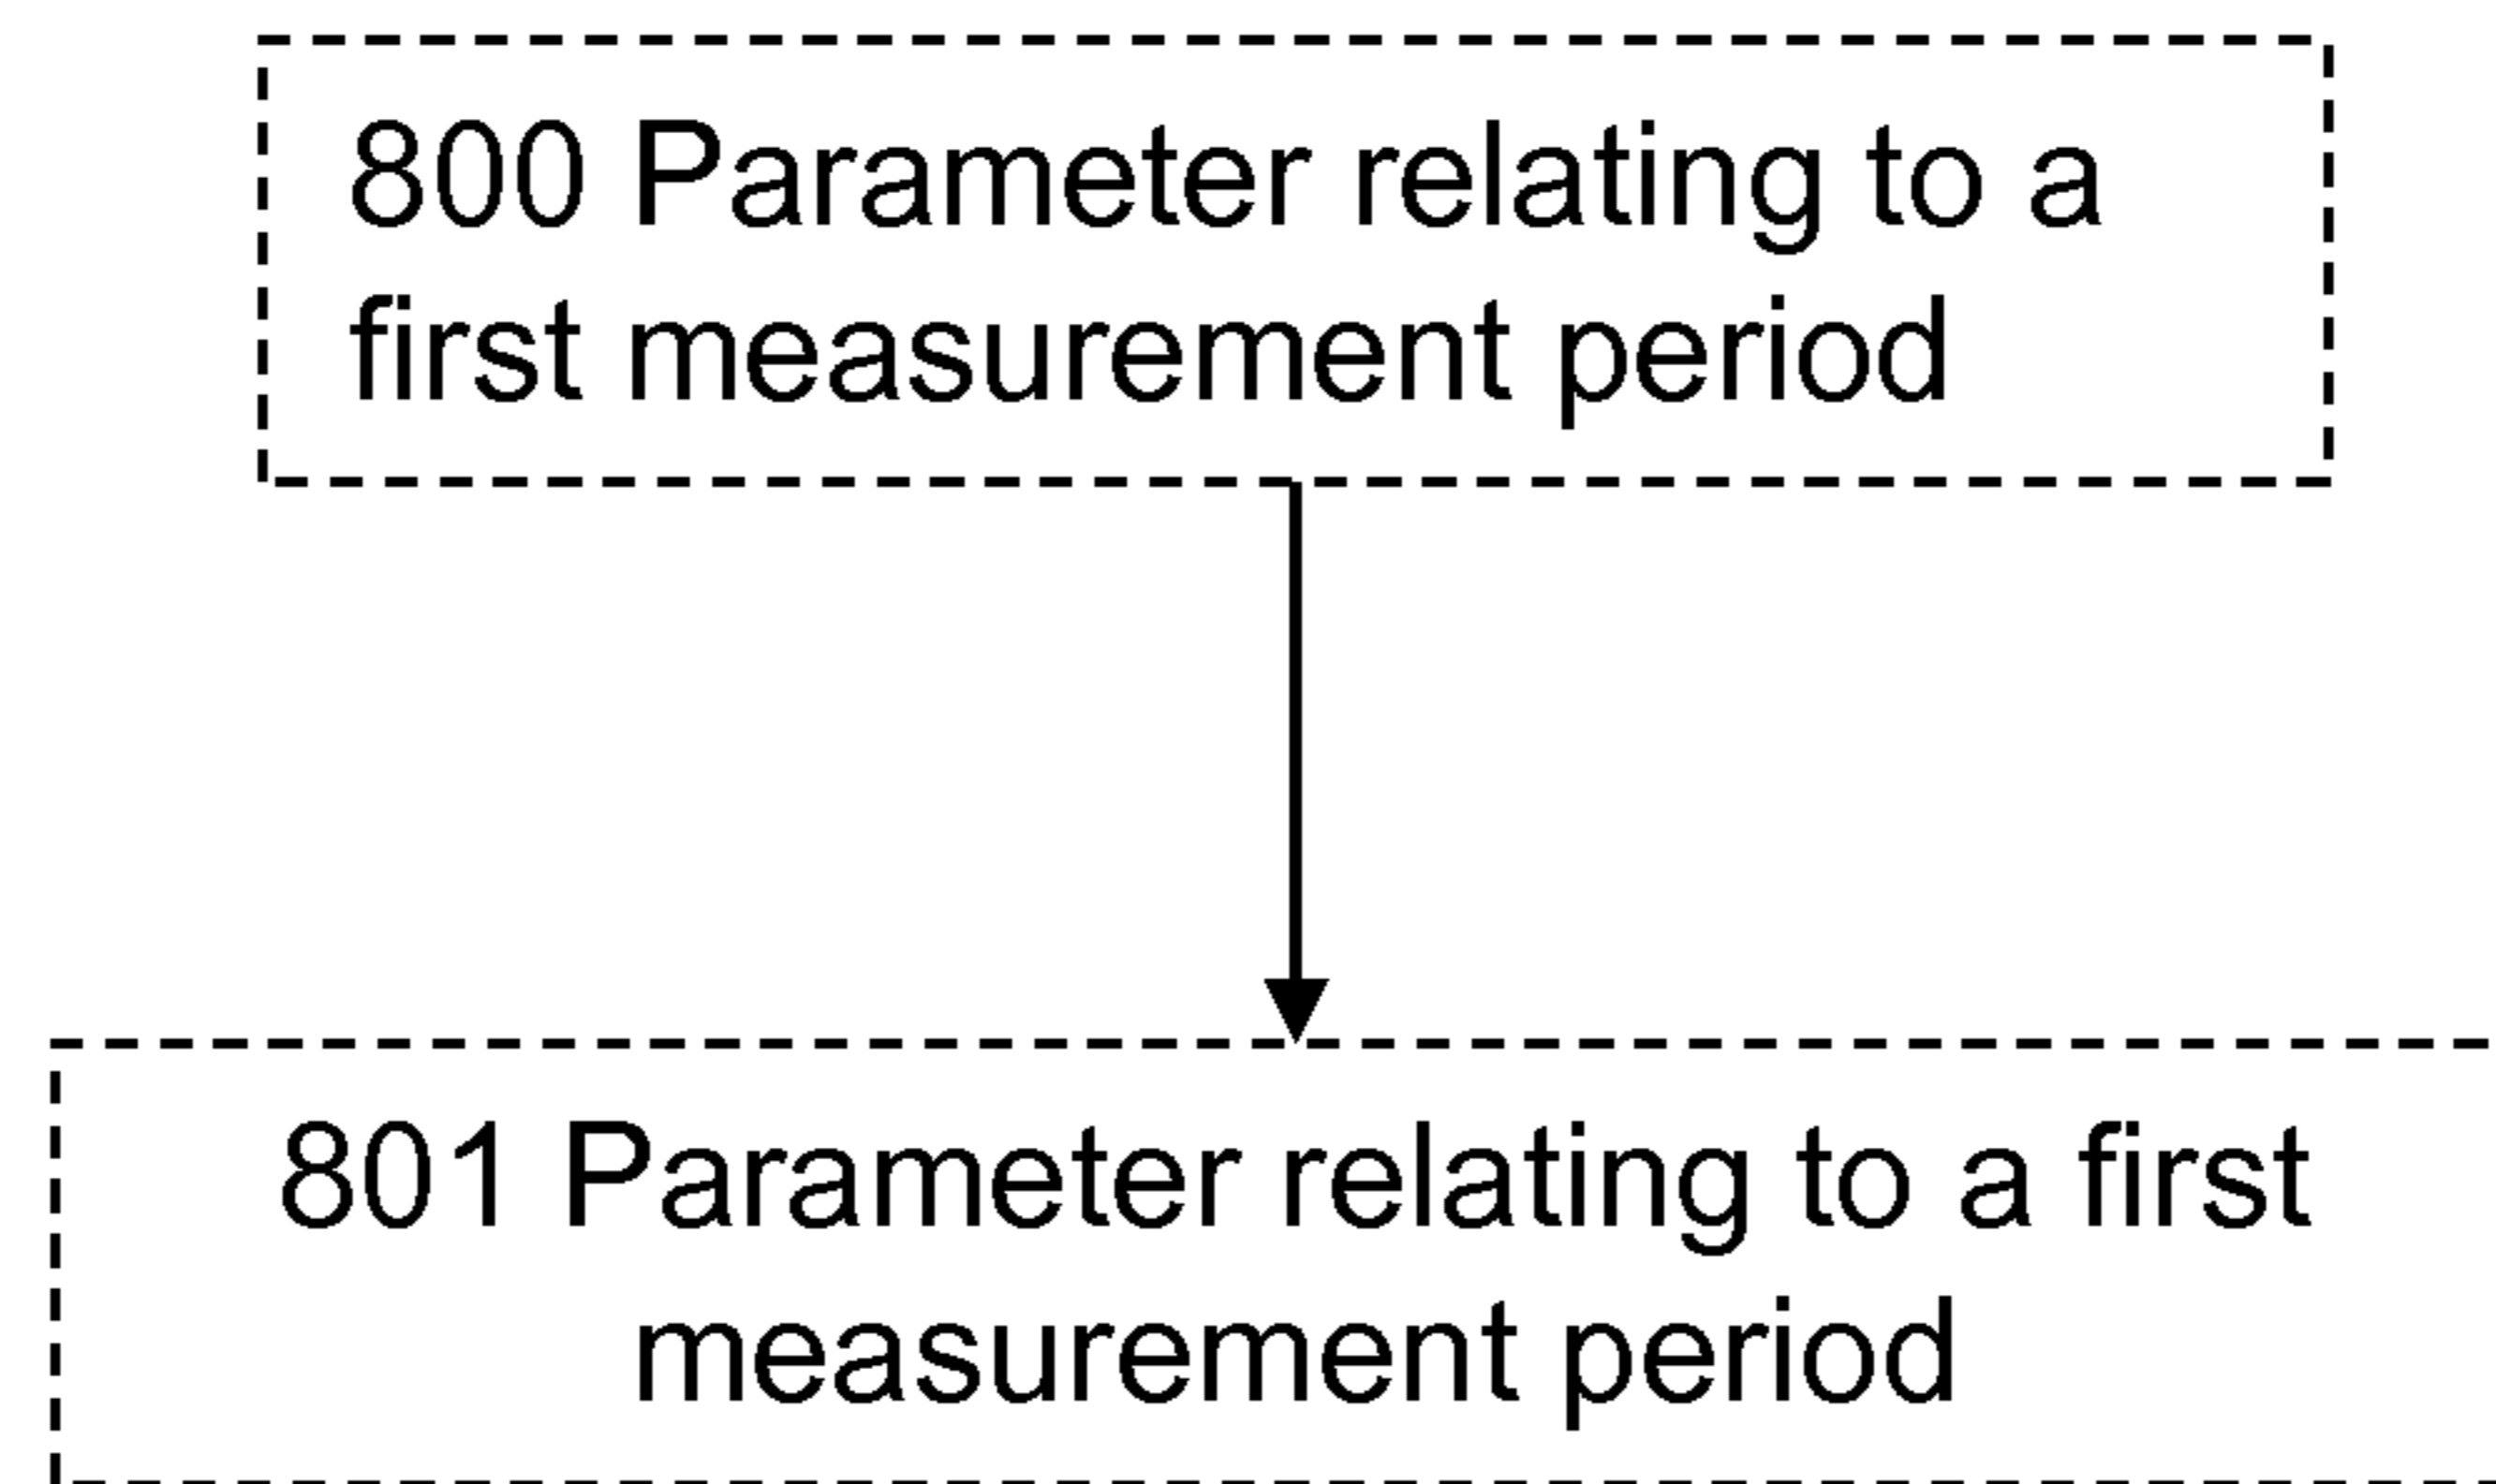 800 Parameter relating to a
first measurement period
801 Parameter relating to a first
measurement period